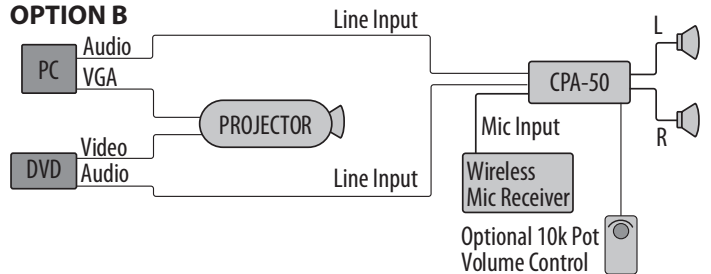 OPTION B
Line Input
L
Audio
PC
VGA
CPA-50
PROJECTOR
Mic Input
R
Video
DVD
Audio
Line Input
Wireless
Mic Receiver
Optional 10k Pot
Volume Control